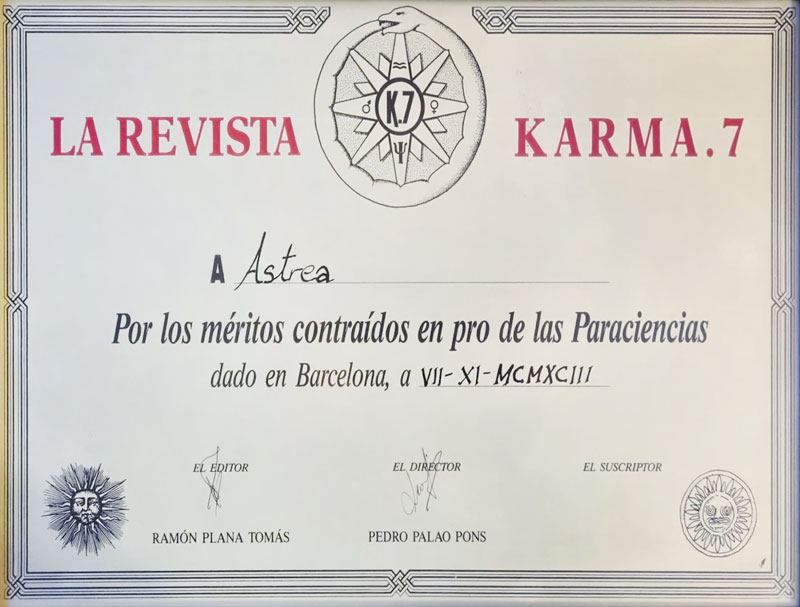 LA REVISTA K.7 KARMA.7
A Astrea
Por los méritos contraídos en pro de las Paraciencias
dado en Barcelona, a VII-XI-MCMXCIII
EL EDITOR EL DIRECTOR EL SUSCRIPTOR
RAMÓN PLANA TOMÁS PEDRO PALAO PONS